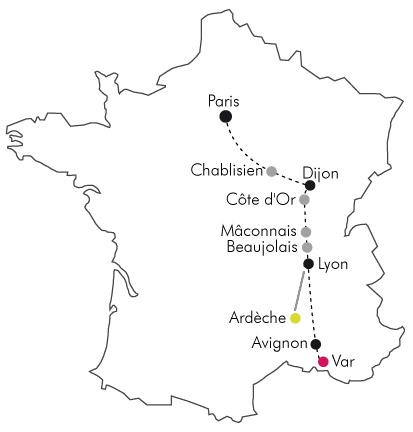 Paris
Chablisien
Dijon
Côte d'Or
Mâconnais
Beaujolais
Lyon
Ardèche
Avignon
Var